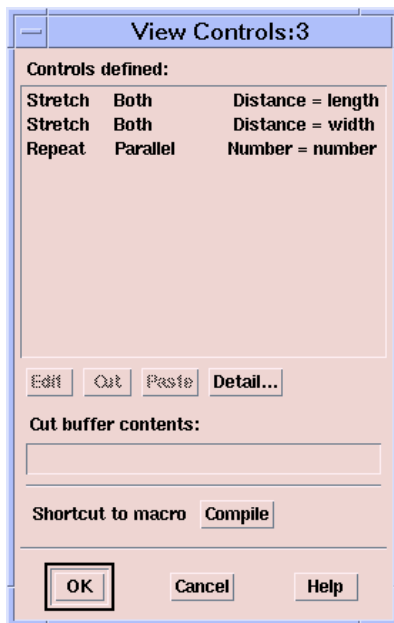 View Controls:3
Controls defined:
Stretch Both Distance = length
Stretch Both Distance = width
Repeat Parallel Number = number
Edit Cut Paste Detail...
Cut buffer contents:
Shortcut to macro Compile
OK Cancel Help